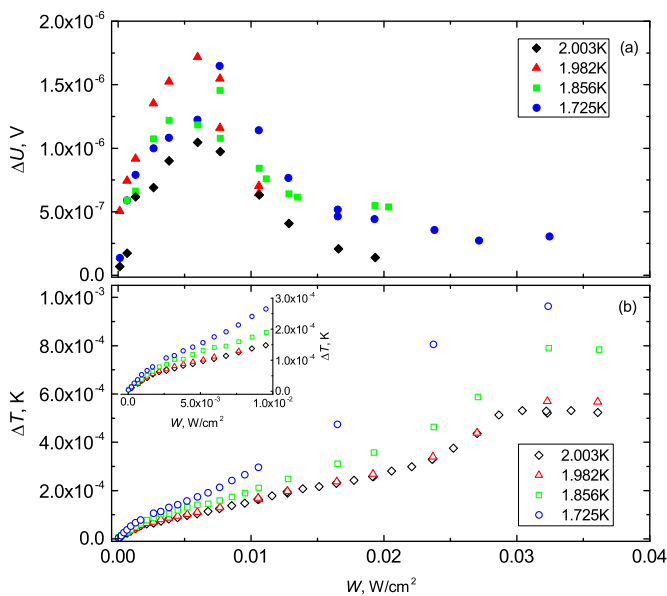 2.0x10⁻⁶
1.5x10⁻⁶
1.0x10⁻⁶
5.0x10⁻⁷
0.0
ΔU, V
2.003K
1.982K
1.856K
1.725K
(a)
1.0x10⁻³
8.0x10⁻⁴
6.0x10⁻⁴
4.0x10⁻⁴
2.0x10⁻⁴
0.0
ΔT, K
3.0x10⁻⁴
2.0x10⁻⁴
1.0x10⁻⁴
0.0
ΔT, K
0.0
5.0x10⁻³
1.0x10⁻²
W, W/cm²
(b)
2.003K
1.982K
1.856K
1.725K
0.00
0.01
0.02
0.03
0.04
W, W/cm²